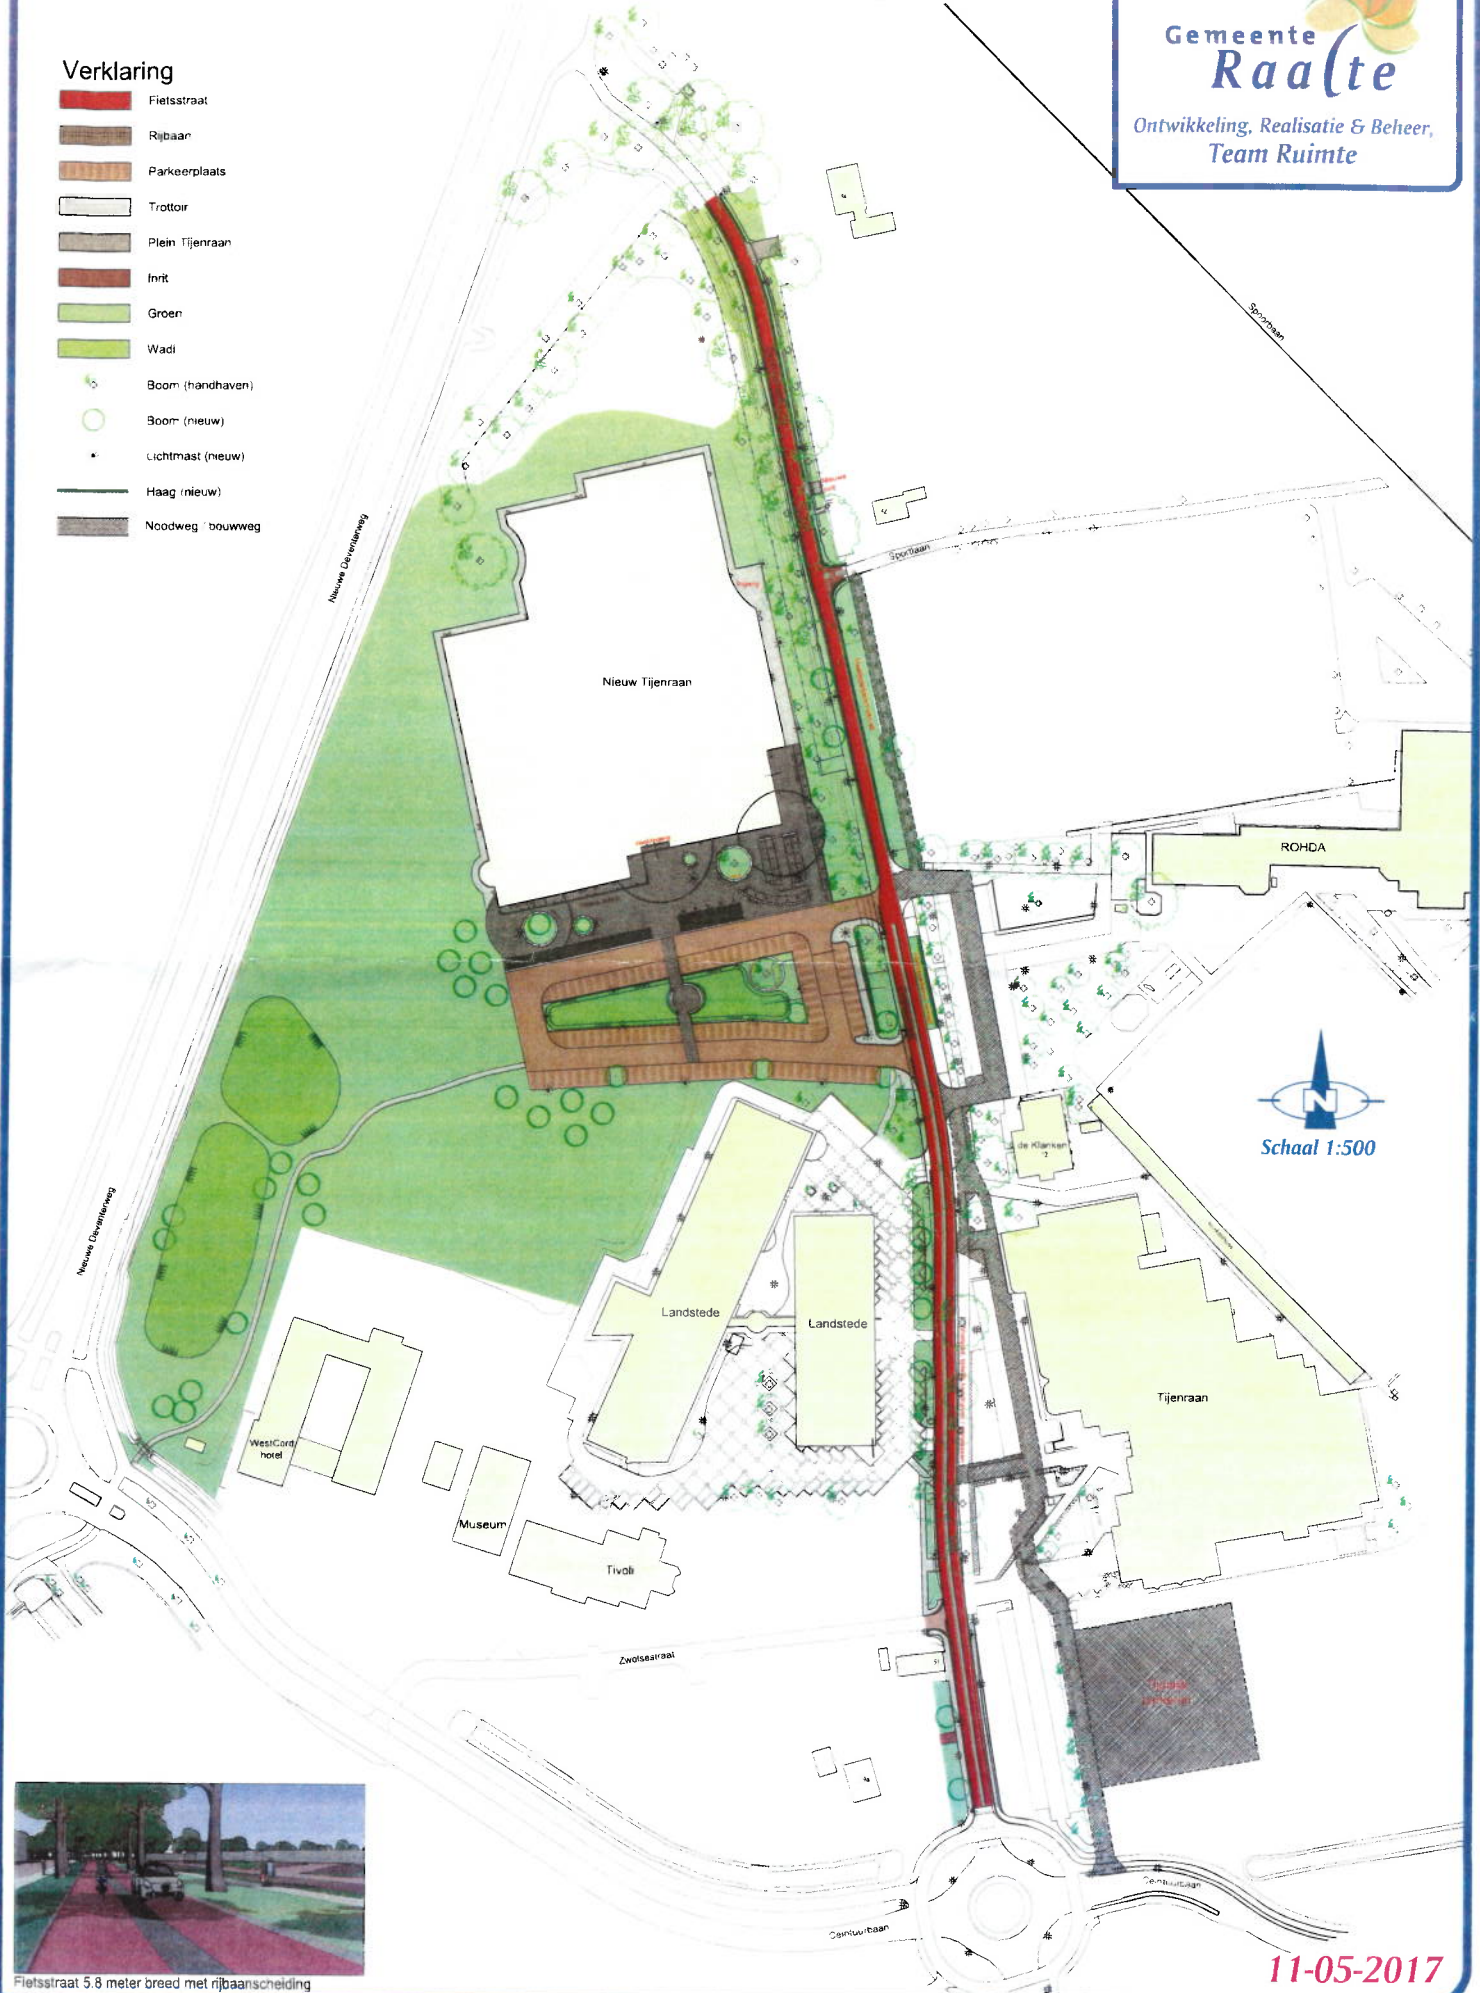 Verklaring
Fietsstraat
Rijbaan
Parkeerplaats
Trottoir
Plein Tijenraan
Inrit
Groen
Wadi
Boom (handhaven)
Boom (nieuw)
Lichtmast (nieuw)
Haag (nieuw)
Noodweg bouwweg
Gemeente
Raalte
Ontwikkeling, Realisatie & Beheer,
Team Ruimte
Spoorbaan
Nieuwe Deventerweg
Sportlaan
Nieuw Tijenraan
ROHDA
N
Schaal 1:500
de Klanken
Nieuwe Deventerweg
Landstede
Landstede
Tijenraan
WestCord
hotel
Museum
Tivoli
Zwolsestraat
Ceintuurbaan
Ceintuurbaan
Fietsstraat 5.8 meter breed met rijbaanscheiding
11-05-2017